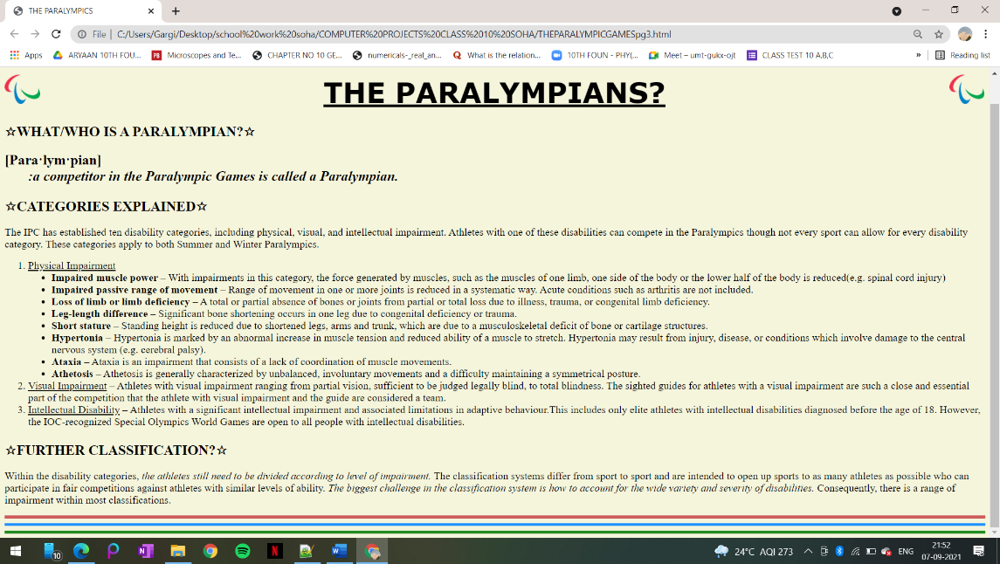 THE PARALYMPICS
File | C:/Users/Gargi/Desktop/school%20work%20soha/COMPUTER%20PROJECTS%20CLASS%2010%20SOHA/THEPARALYMPICGAMESpg3.html
Apps ARYAAN 10TH FOU... Microscopes and Te... CHAPTER NO 10 GE... numericals-_real_an... What is the relation... 10TH FOUN - PHY(... Meet – umt-gukx-ojt CLASS TEST 10 A,B,C » Reading list
THE PARALYMPIANS?
☆WHAT/WHO IS A PARALYMPIAN?☆
[Para·lym·pian]
:a competitor in the Paralympic Games is called a Paralympian.
☆CATEGORIES EXPLAINED☆
The IPC has established ten disability categories, including physical, visual, and intellectual impairment. Athletes with one of these disabilities can compete in the Paralympics though not every sport can allow for every disability
category. These categories apply to both Summer and Winter Paralympics.
1. Physical Impairment
• Impaired muscle power – With impairments in this category, the force generated by muscles, such as the muscles of one limb, one side of the body or the lower half of the body is reduced(e.g. spinal cord injury)
• Impaired passive range of movement – Range of movement in one or more joints is reduced in a systematic way. Acute conditions such as arthritis are not included.
• Loss of limb or limb deficiency – A total or partial absence of bones or joints from partial or total loss due to illness, trauma, or congenital limb deficiency.
• Leg-length difference – Significant bone shortening occurs in one leg due to congenital deficiency or trauma.
• Short stature – Standing height is reduced due to shortened legs, arms and trunk, which are due to a musculoskeletal deficit of bone or cartilage structures.
• Hypertonia – Hypertonia is marked by an abnormal increase in muscle tension and reduced ability of a muscle to stretch. Hypertonia may result from injury, disease, or conditions which involve damage to the central
nervous system (e.g. cerebral palsy).
• Ataxia – Ataxia is an impairment that consists of a lack of coordination of muscle movements.
• Athetosis – Athetosis is generally characterized by unbalanced, involuntary movements and a difficulty maintaining a symmetrical posture.
2. Visual Impairment – Athletes with visual impairment ranging from partial vision, sufficient to be judged legally blind, to total blindness. The sighted guides for athletes with a visual impairment are such a close and essential
part of the competition that the athlete with visual impairment and the guide are considered a team.
3. Intellectual Disability – Athletes with a significant intellectual impairment and associated limitations in adaptive behaviour.This includes only elite athletes with intellectual disabilities diagnosed before the age of 18. However,
the IOC-recognized Special Olympics World Games are open to all people with intellectual disabilities.
☆FURTHER CLASSIFICATION?☆
Within the disability categories, the athletes still need to be divided according to level of impairment. The classification systems differ from sport to sport and are intended to open up sports to as many athletes as possible who can
participate in fair competitions against athletes with similar levels of ability. The biggest challenge in the classification system is how to account for the wide variety and severity of disabilities. Consequently, there is a range of
impairment within most classifications.
10 24°C AQI 273 ENG 21:52
07-09-2021